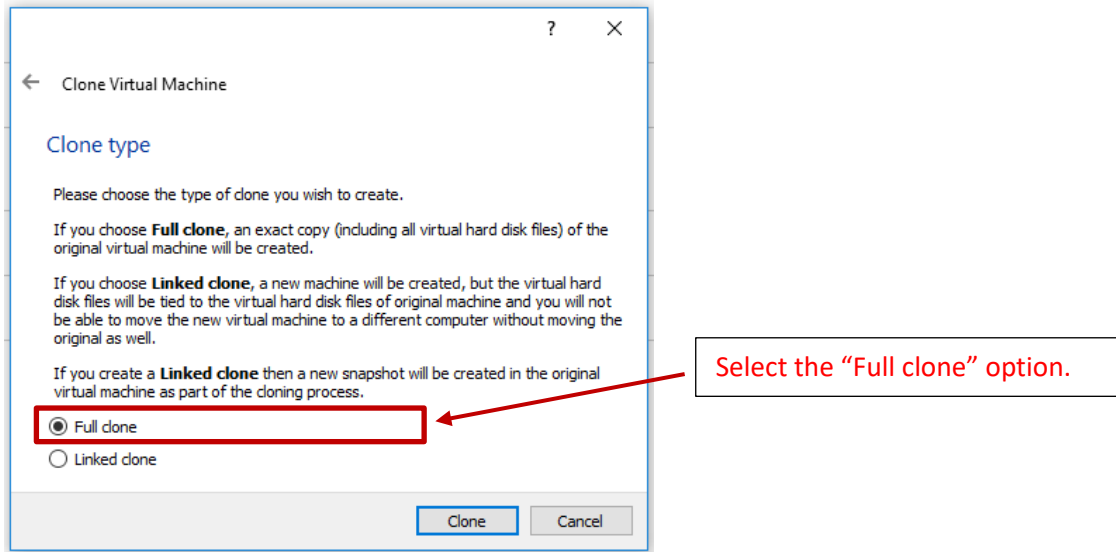 ?
Clone Virtual Machine
Clone type
Please choose the type of clone you wish to create.
If you choose Full clone, an exact copy (including all virtual hard disk files) of the
original virtual machine will be created.
If you choose Linked clone, a new machine will be created, but the virtual hard
disk files will be tied to the virtual hard disk files of original machine and you will not
be able to move the new virtual machine to a different computer without moving the
original as well.
If you create a Linked clone then a new snapshot will be created in the original
virtual machine as part of the cloning process.
Select the “Full clone” option.
Full clone
Linked clone
Clone Cancel